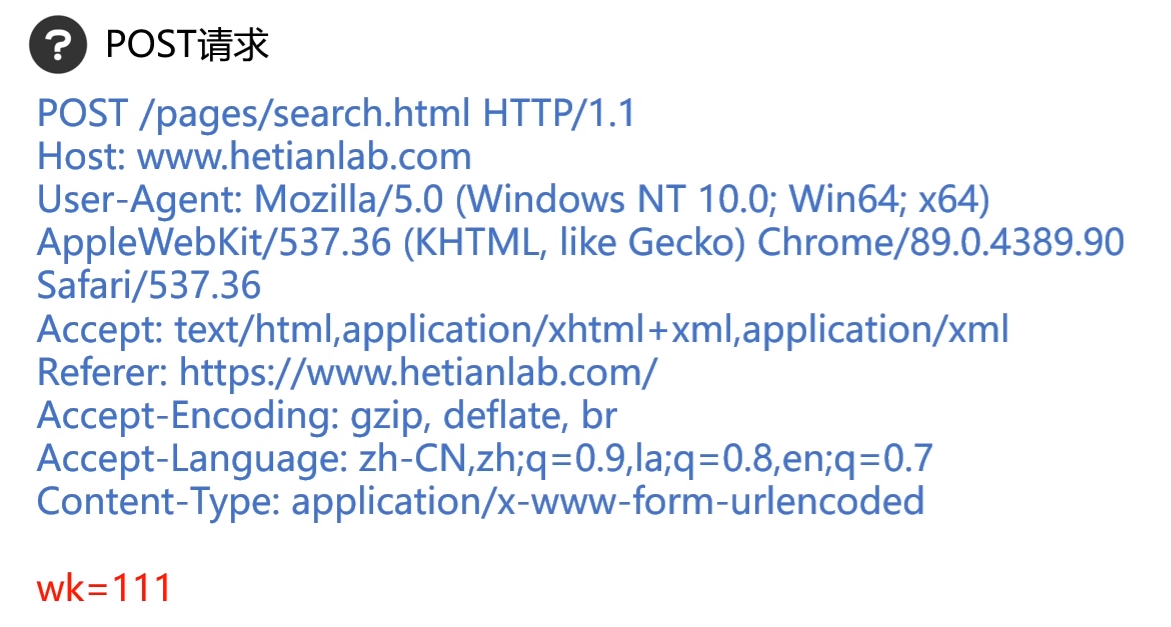 POST请求
POST /pages/search.html HTTP/1.1
Host: www.hetianlab.com
User-Agent: Mozilla/5.0 (Windows NT 10.0; Win64; x64)
AppleWebKit/537.36 (KHTML, like Gecko) Chrome/89.0.4389.90
Safari/537.36
Accept: text/html,application/xhtml+xml,application/xml
Referer: https://www.hetianlab.com/
Accept-Encoding: gzip, deflate, br
Accept-Language: zh-CN,zh;q=0.9,la;q=0.8,en;q=0.7
Content-Type: application/x-www-form-urlencoded

wk=111